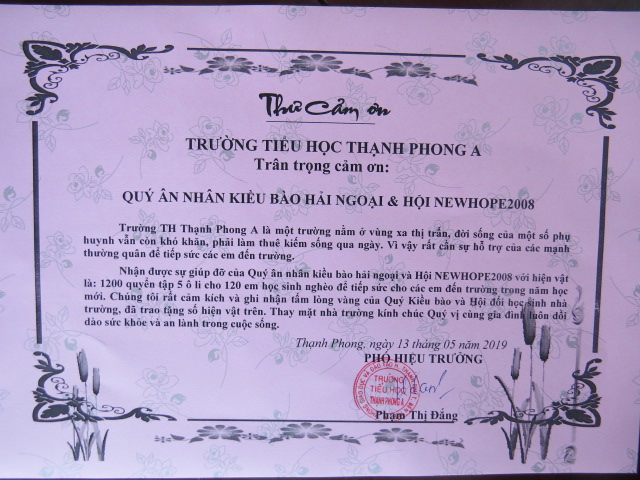 Thư cảm ơn
TRƯỜNG TIỂU HỌC THẠNH PHONG A
Trân trọng cảm ơn:
QUÝ ÂN NHÂN KIỀU BÀO HẢI NGOẠI & HỘI NEWHOPE2008
Trường TH Thạnh Phong A là một trường nằm ở vùng xa thị trấn, đời sống của một số phụ
huynh vẫn còn khó khăn, phải làm thuê kiếm sống qua ngày. Vì vậy rất cần sự hỗ trợ của các mạnh
thường quân để tiếp sức các em đến trường.
Nhận được sự giúp đỡ của Quý ân nhân kiều bào hải ngoại và Hội NEWHOPE2008 với hiện vật
là: 1200 quyển tập 5 ô li cho 120 em học sinh nghèo để tiếp sức cho các em đến trường trong năm học
mới. Chúng tôi rất cảm kích và ghi nhận tấm lòng vàng của Quý Kiều bào và Hội đối học sinh nhà
trường, đã trao tặng số hiện vật trên. Thay mặt nhà trường kính chúc Quý vị cùng gia đình luôn dồi
dào sức khỏe và an lành trong cuộc sống.
Thạnh Phong, ngày 13 tháng 05 năm 2019
PHÓ HIỆU TRƯỞNG
TRƯỜNG
TIỂU HỌC
THẠNH PHONG A
Phạm Thị Đắng